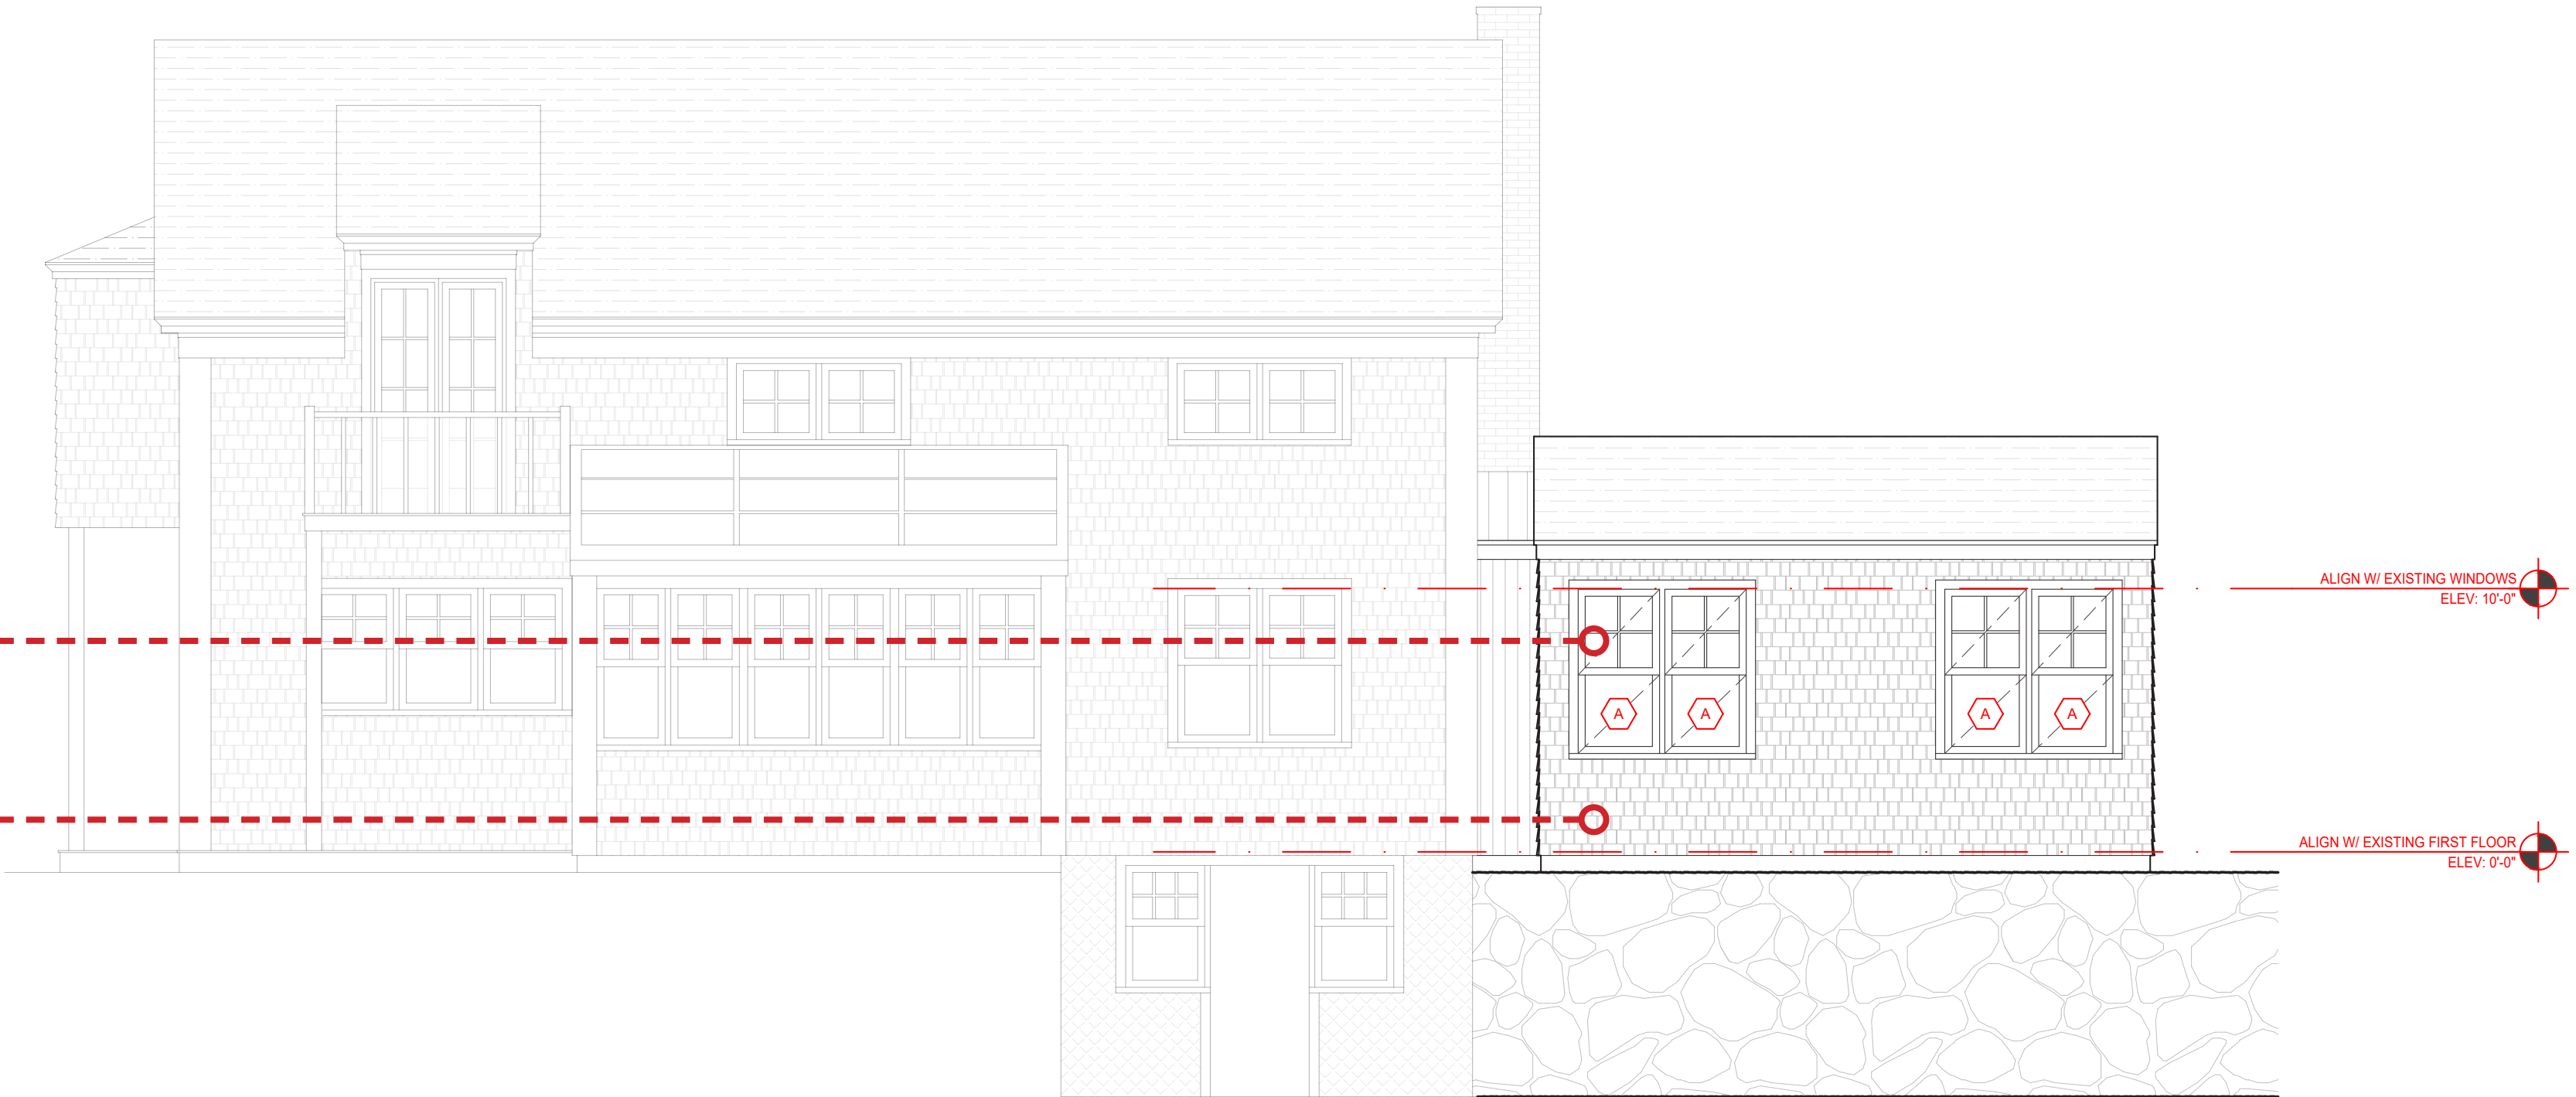 ALIGN W/ EXISTING WINDOWS
ELEV: 10'-0"
A A A A
ALIGN W/ EXISTING FIRST FLOOR
ELEV: 0'-0"